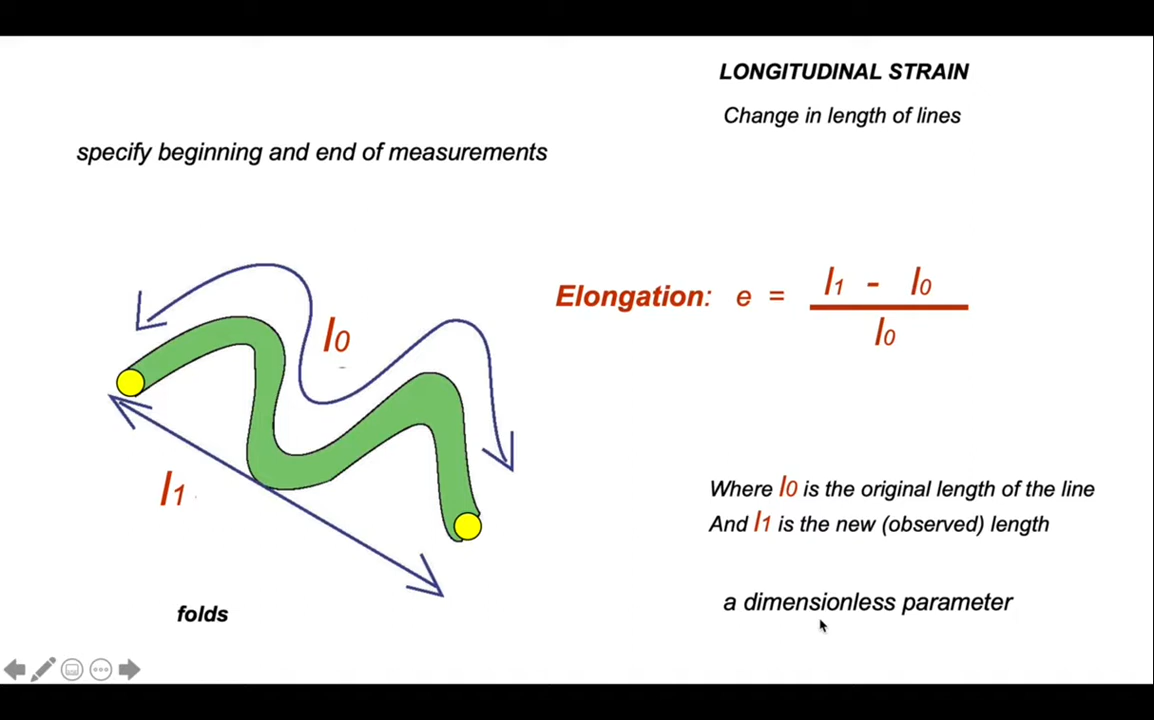 LONGITUDINAL STRAIN
Change in length of lines
specify beginning and end of measurements
Elongation: e = l1 - l0
l0
l0
l1
Where l0 is the original length of the line
And l1 is the new (observed) length
a dimensionless parameter
folds